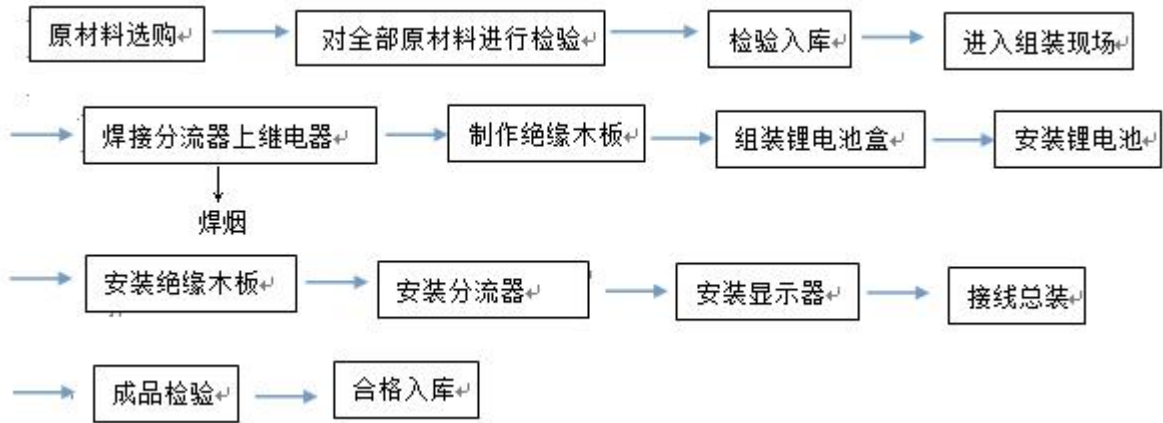 原材料选购 对全部原材料进行检验 检验入库 进入组装现场
焊接分流器上继电器 制作绝缘木板 组装锂电池盒 安装锂电池
焊烟
安装绝缘木板 安装分流器 安装显示器 接线总装
成品检验 合格入库